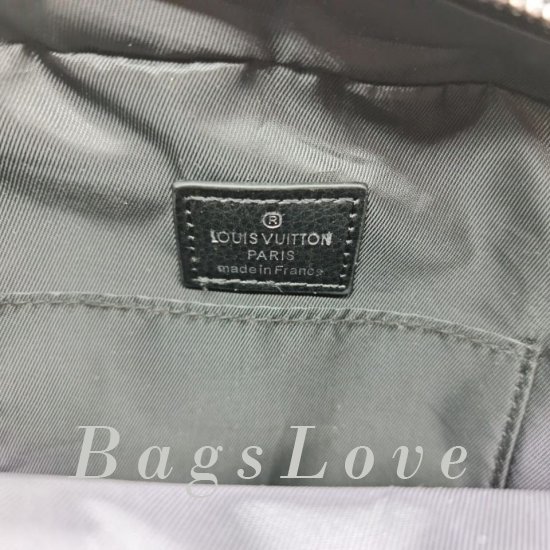 ®
LOUIS VUITTON
PARIS
made in France
BagsLove